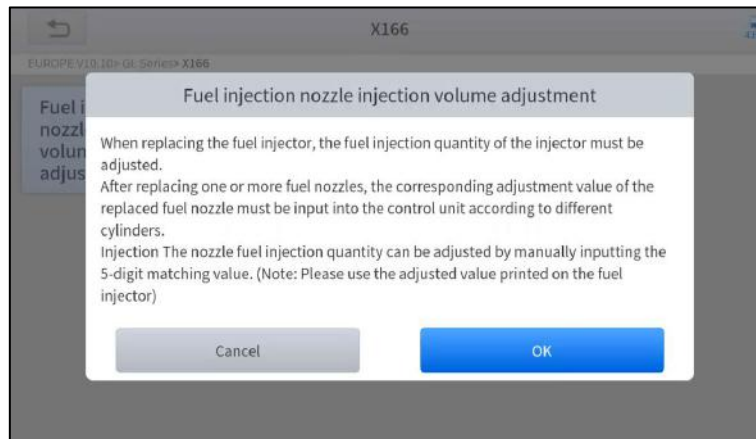 X166
EUROPE V10.10> GL Series> X166
Fuel i
nozzl
volun
adjus
Fuel injection nozzle injection volume adjustment
When replacing the fuel injector, the fuel injection quantity of the injector must be
adjusted.
After replacing one or more fuel nozzles, the corresponding adjustment value of the
replaced fuel nozzle must be input into the control unit according to different
cylinders.
Injection The nozzle fuel injection quantity can be adjusted by manually inputting the
5-digit matching value. (Note: Please use the adjusted value printed on the fuel
injector)
Cancel
OK